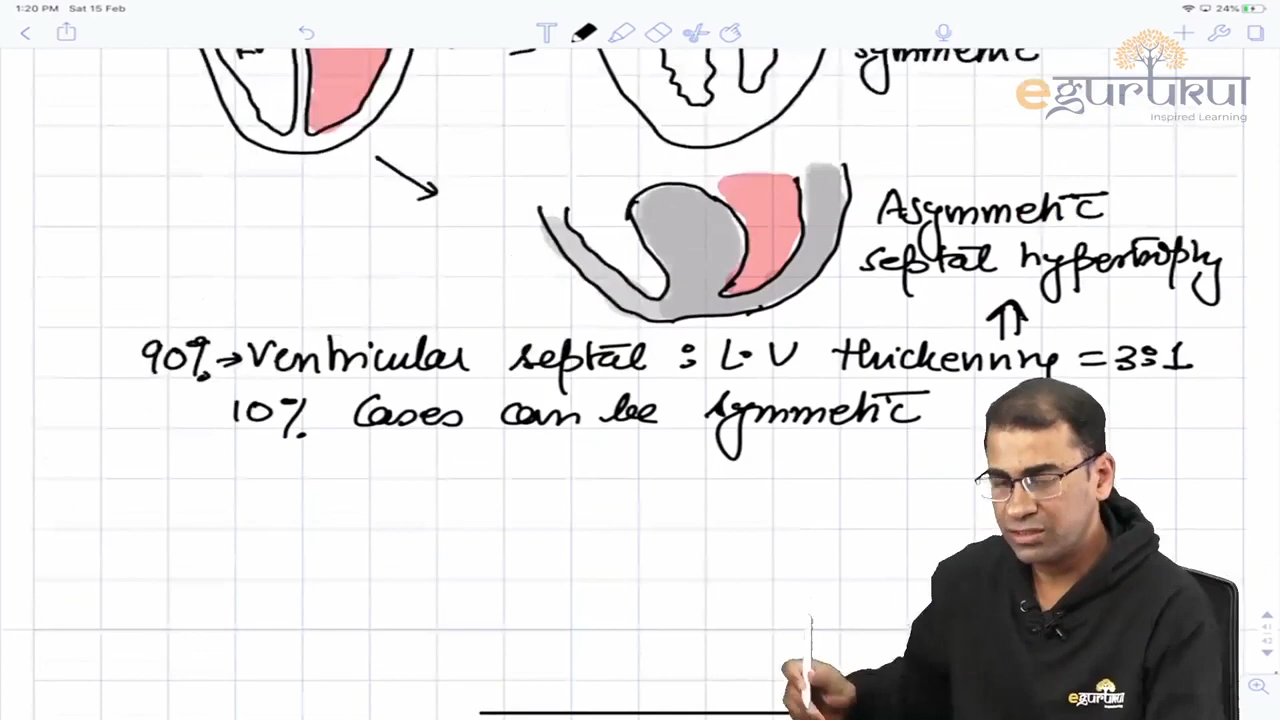 1:20 PM Sat 15 Feb
24%
T
symmetric
eGurukul
Inspired Learning
Asymmetric
septal hypertrophy
90% → Ventricular septal : L.V thickenning = 3:1
10% Cases can be symmetric
eGurukul